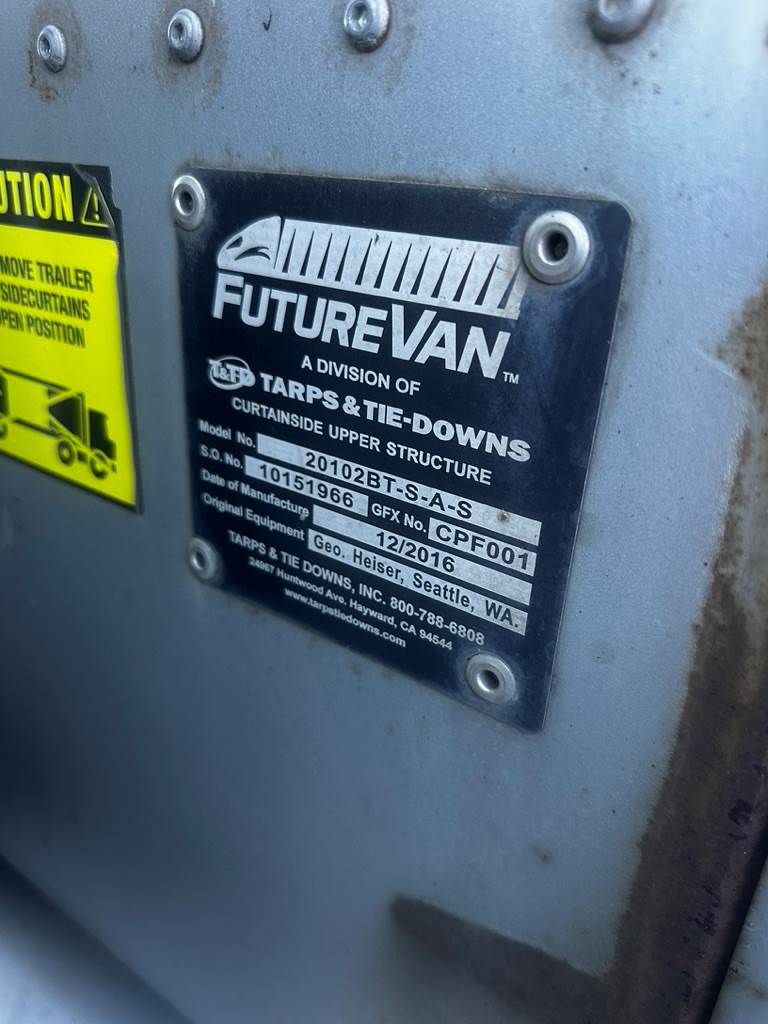 UTION
MOVE TRAILER
SIDECURTAINS
PEN POSITION
FUTUREVAN™
A DIVISION OF
T&TD TARPS & TIE-DOWNS
CURTAINSIDE UPPER STRUCTURE
Model No. 20102BT-S-A-S
S.O. No. 10151966 GFX No. CPF001
Date of Manufacture 12/2016
Original Equipment Geo. Heiser, Seattle, WA.
TARPS & TIE DOWNS, INC. 800-788-6808
24967 Huntwood Ave. Hayward, CA 94544
www.tarpstiedowns.com